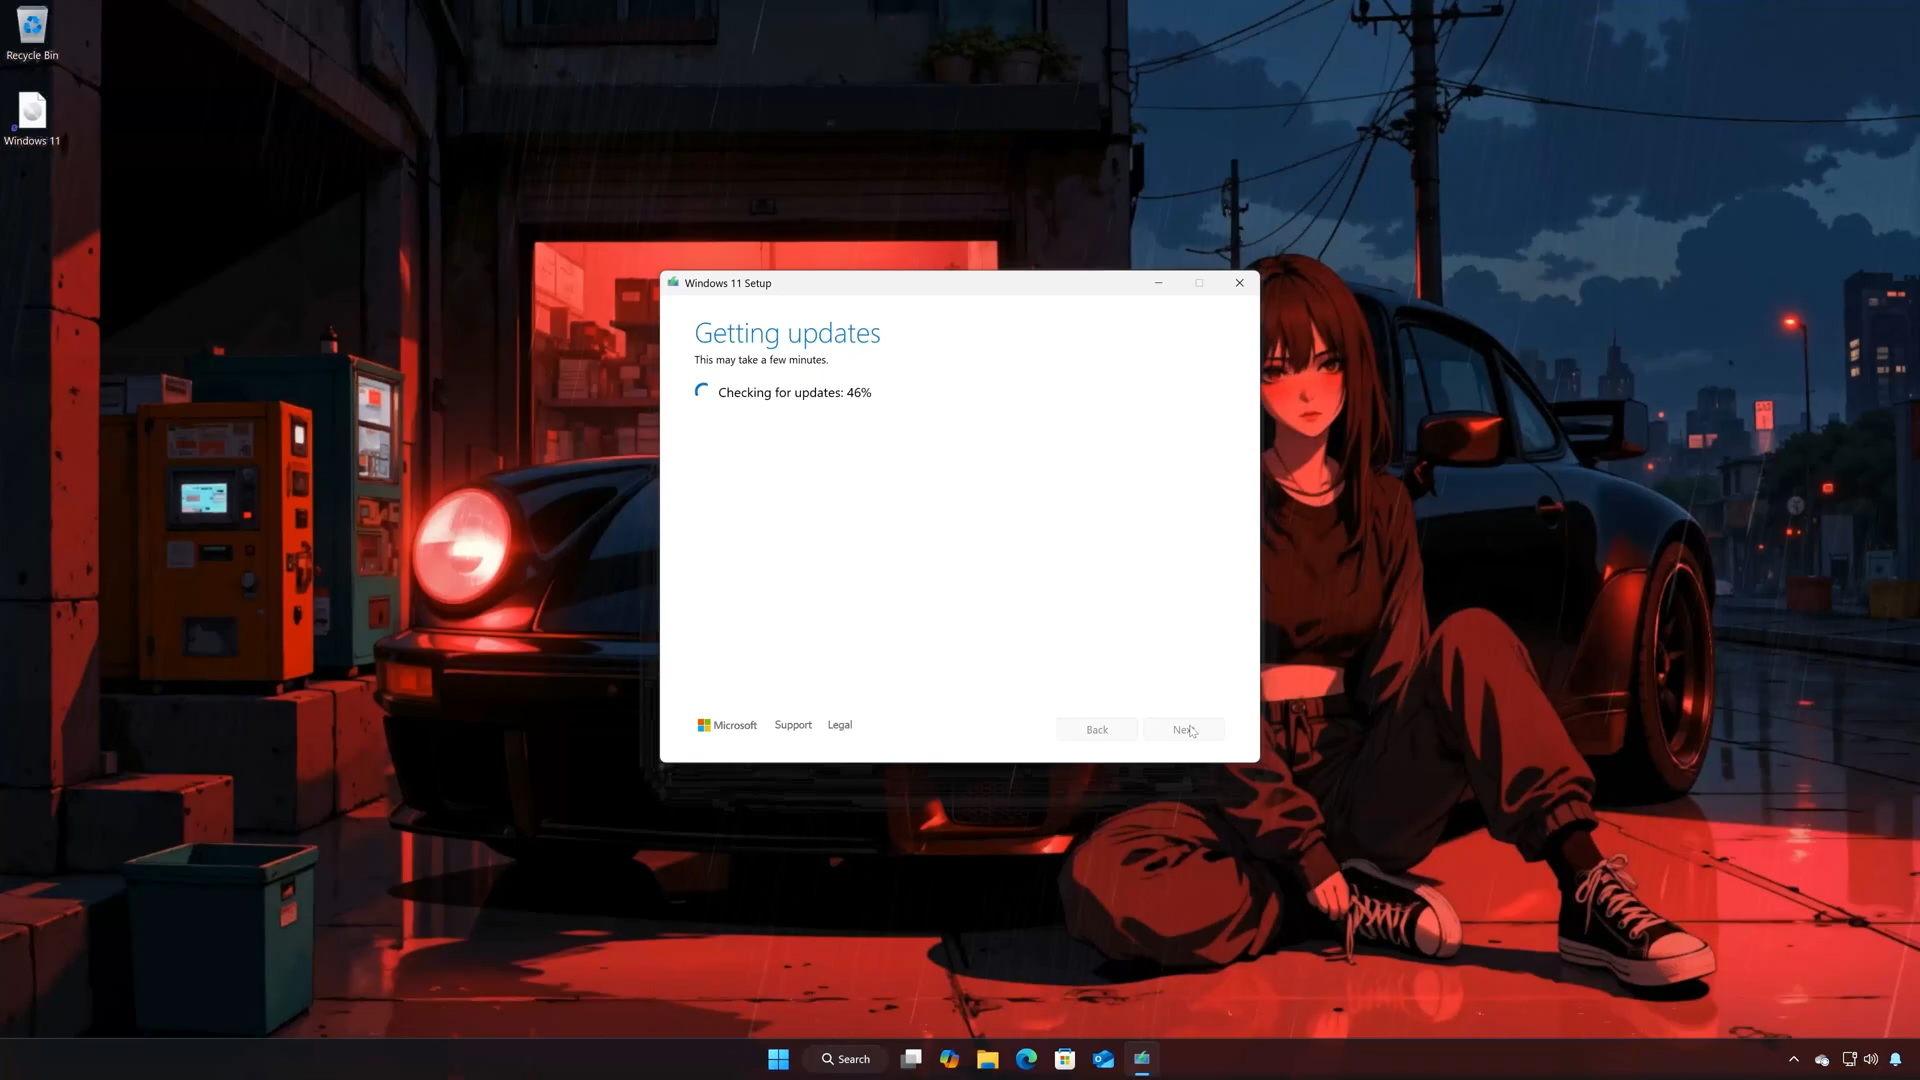 Recycle Bin
Windows 11
Windows 11 Setup
Getting updates
This may take a few minutes.
Checking for updates: 46%
Microsoft
Support
Legal
Back
Next
Search